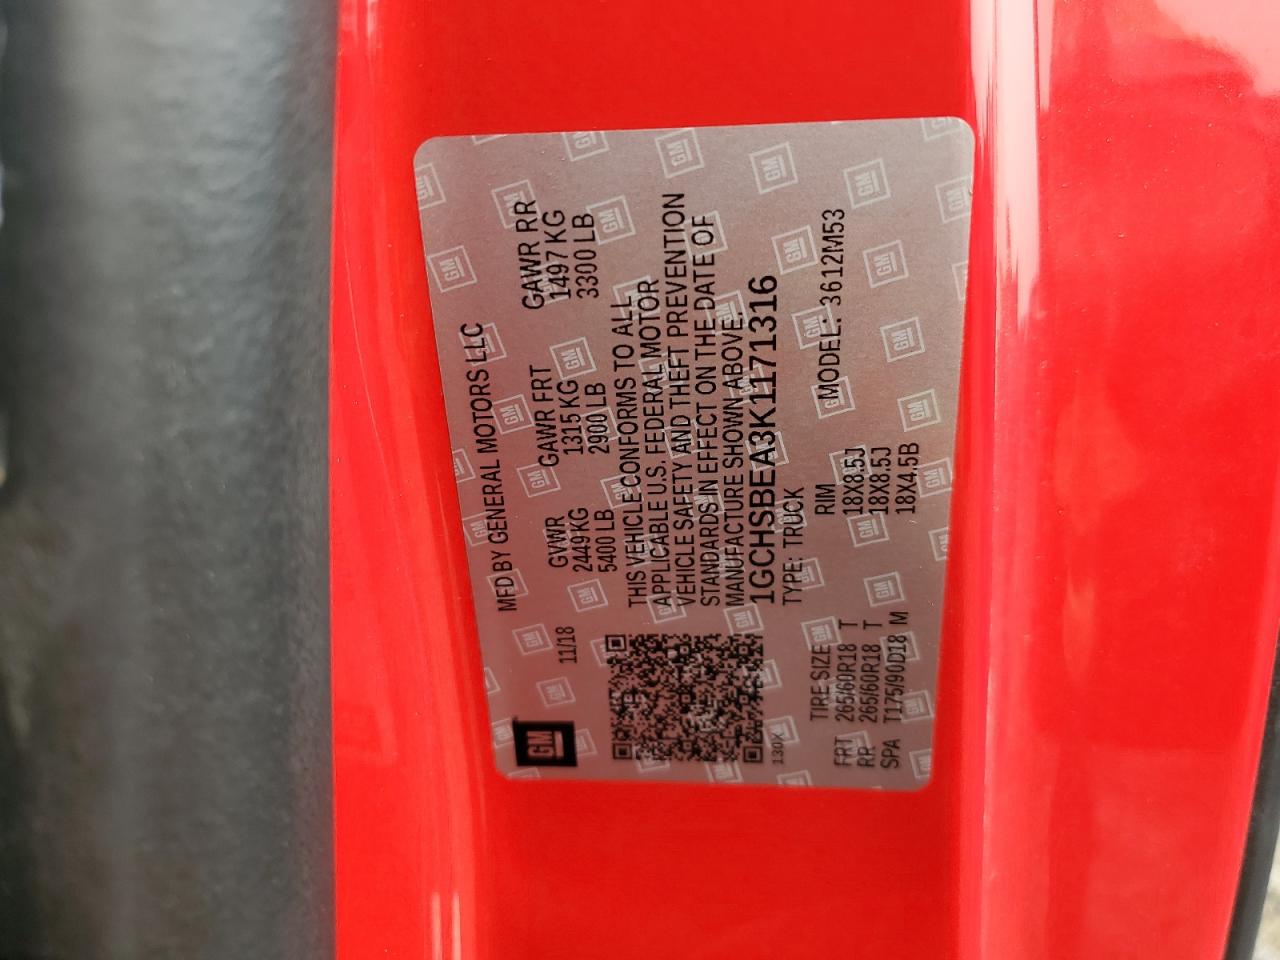 MFD BY GENERAL MOTORS LLC
GM
11/18
GVWR GAWR FRT GAWR RR
2449 KG 1315 KG 1497 KG
5400 LB 2900 LB 3300 LB
THIS VEHICLE CONFORMS TO ALL
APPLICABLE U.S. FEDERAL MOTOR
VEHICLE SAFETY AND THEFT PREVENTION
STANDARDS IN EFFECT ON THE DATE OF
MANUFACTURE SHOWN ABOVE.
1GCHSBEA3K1171316
130X
TYPE: TRUCK
MODEL: 3612M53
TIRE SIZE RIM
FRT 265/60R18 T 18X8.5J
RR 265/60R18 T 18X8.5J
SPA T175/90D18 M 18X4.5B